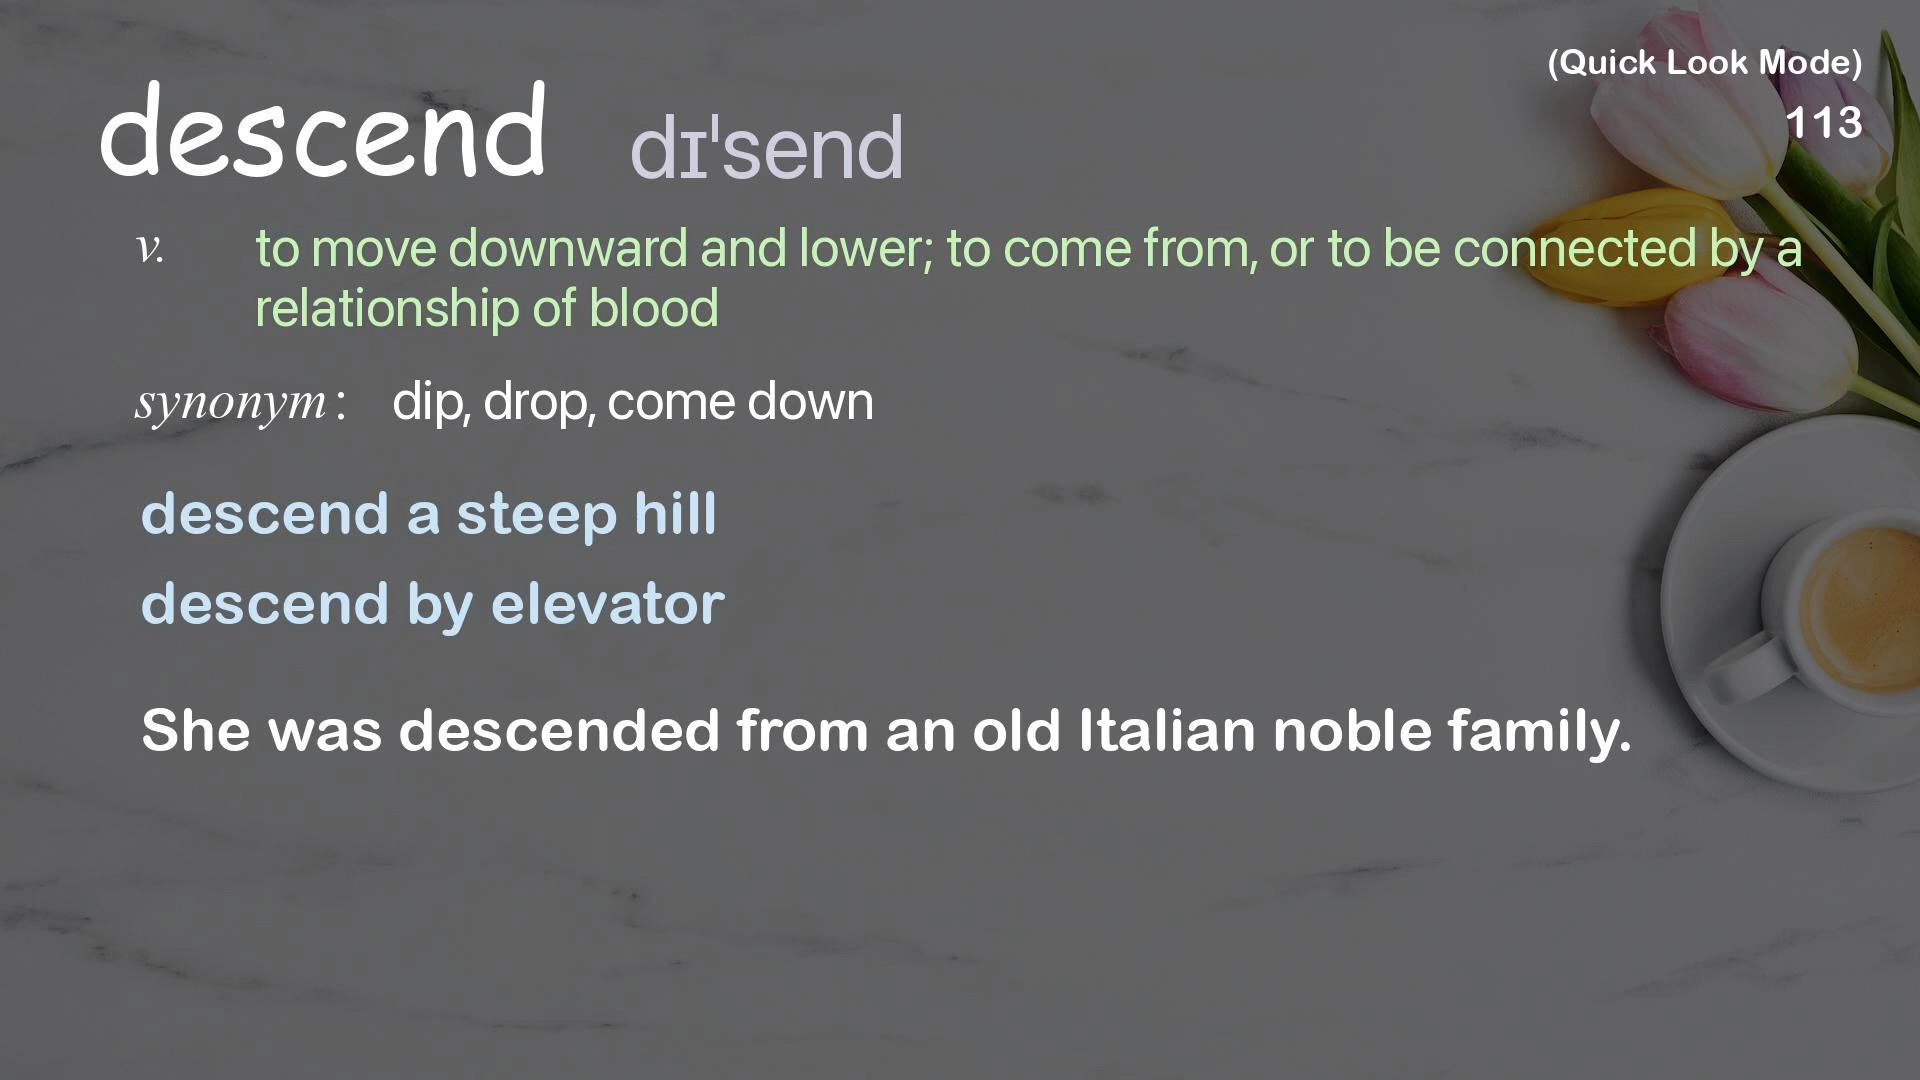 (Quick Look Mode)
113
descend dɪˈsend
v. to move downward and lower; to come from, or to be connected by a
relationship of blood
synonym : dip, drop, come down
descend a steep hill
descend by elevator
She was descended from an old Italian noble family.